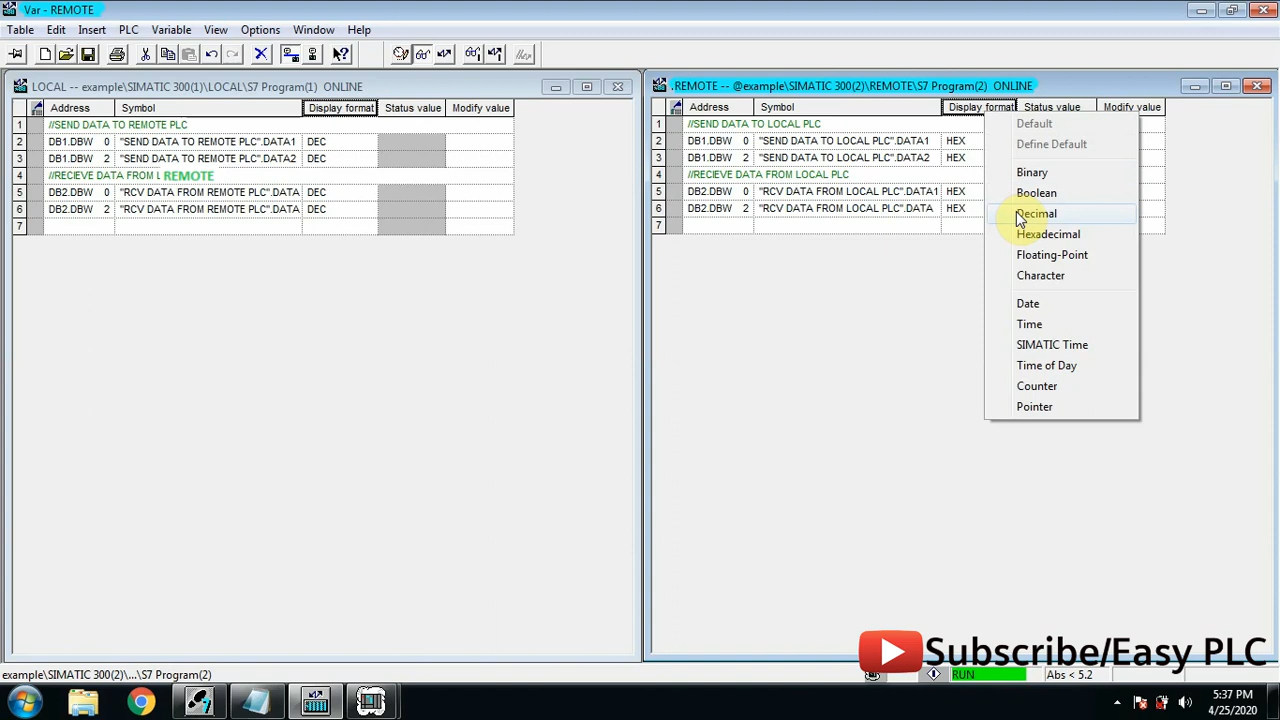 Var - REMOTE
Table Edit Insert PLC Variable View Options Window Help
LOCAL -- example\SIMATIC 300(1)\LOCAL\S7 Program(1) ONLINE
Address Symbol Display format Status value Modify value
1 //SEND DATA TO REMOTE PLC
2 DB1.DBW 0 "SEND DATA TO REMOTE PLC".DATA1 DEC
3 DB1.DBW 2 "SEND DATA TO REMOTE PLC".DATA2 DEC
4 //RECIEVE DATA FROM L REMOTE
5 DB2.DBW 0 "RCV DATA FROM REMOTE PLC".DATA DEC
6 DB2.DBW 2 "RCV DATA FROM REMOTE PLC".DATA DEC
7
.REMOTE -- @example\SIMATIC 300(2)\REMOTE\S7 Program(2) ONLINE
Address Symbol Display format Status value Modify value
1 //SEND DATA TO LOCAL PLC
2 DB1.DBW 0 "SEND DATA TO LOCAL PLC".DATA1 HEX
3 DB1.DBW 2 "SEND DATA TO LOCAL PLC".DATA2 HEX
4 //RECIEVE DATA FROM LOCAL PLC
5 DB2.DBW 0 "RCV DATA FROM LOCAL PLC".DATA1 HEX
6 DB2.DBW 2 "RCV DATA FROM LOCAL PLC".DATA HEX
7
Default
Define Default
Binary
Boolean
Decimal
Hexadecimal
Floating-Point
Character
Date
Time
SIMATIC Time
Time of Day
Counter
Pointer
Subscribe/Easy PLC
example\SIMATIC 300(2)\...\S7 Program(2) RUN Abs < 5.2
5:37 PM
4/25/2020